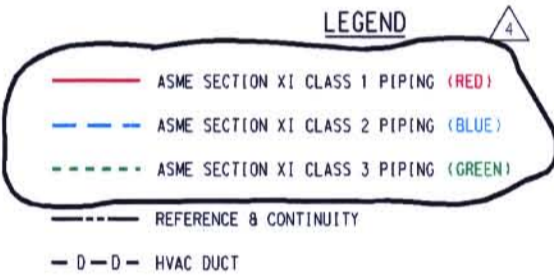 LEGEND
4
ASME SECTION XI CLASS 1 PIPING (RED)
ASME SECTION XI CLASS 2 PIPING (BLUE)
ASME SECTION XI CLASS 3 PIPING (GREEN)
REFERENCE & CONTINUITY
D D HVAC DUCT